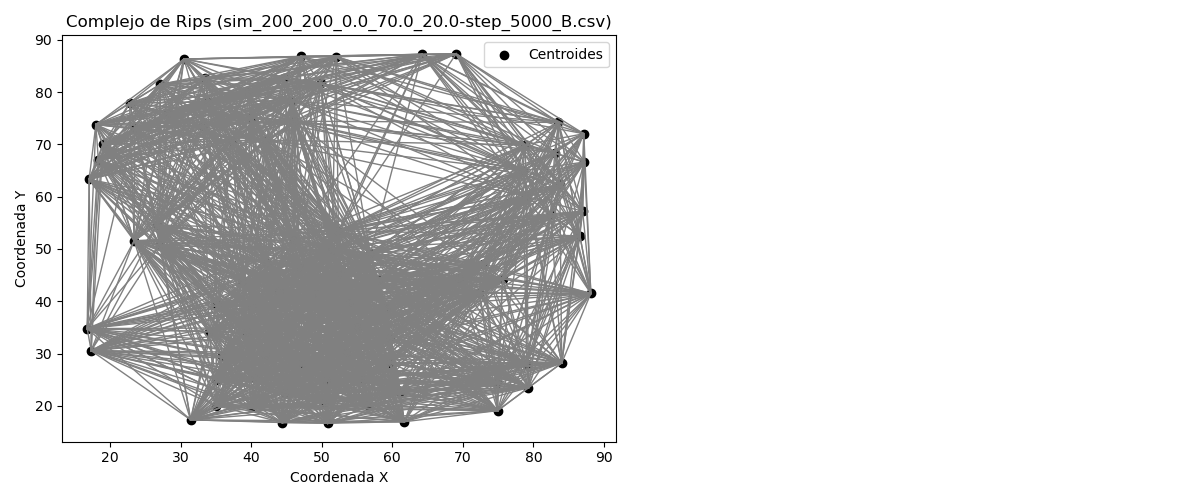 Complejo de Rips (sim_200_200_0.0_70.0_20.0-step_5000_B.csv)
Centroides
90
80
70
60
50
40
30
20
Coordenada Y
20 30 40 50 60 70 80 90
Coordenada X